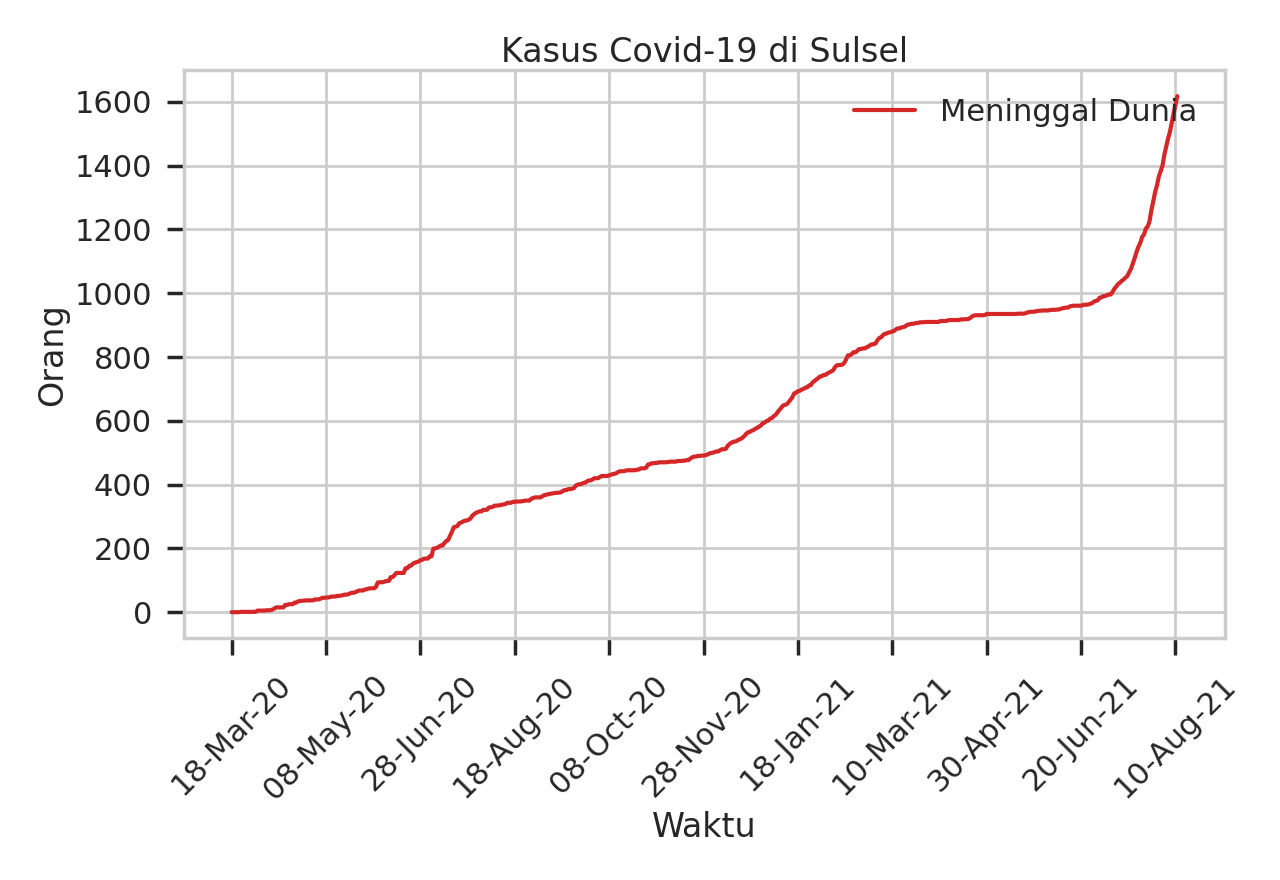 Kasus Covid-19 di Sulsel
Meninggal Dunia
Orang
1600
1400
1200
1000
800
600
400
200
0
18-Mar-20
08-May-20
28-Jun-20
18-Aug-20
08-Oct-20
28-Nov-20
18-Jan-21
10-Mar-21
30-Apr-21
20-Jun-21
10-Aug-21
Waktu